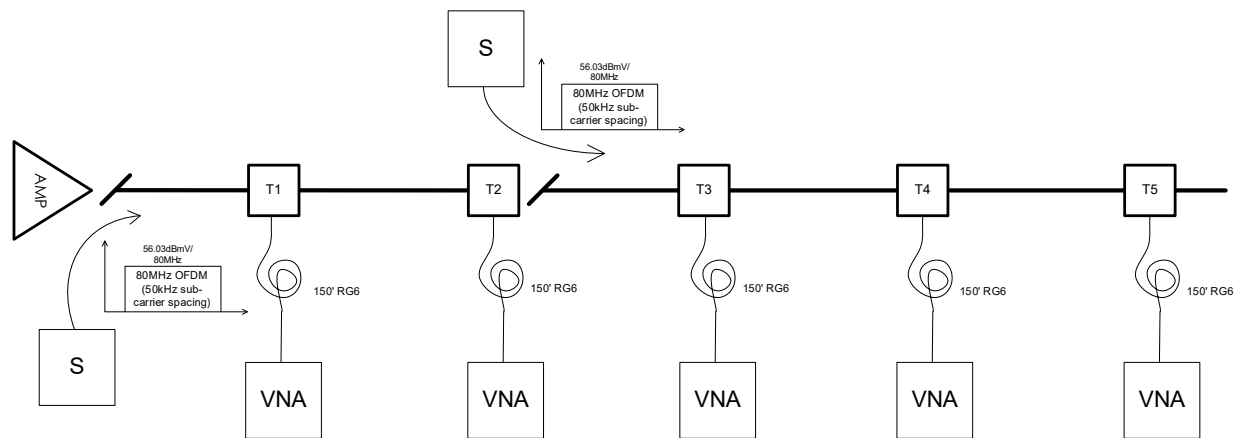 S
56.03dBmV/
80MHz
80MHz OFDM
(50kHz sub-
carrier spacing)
AMP
T1
T2
T3
T4
T5
56.03dBmV/
80MHz
80MHz OFDM
(50kHz sub-
carrier spacing)
S
150' RG6
150' RG6
150' RG6
150' RG6
150' RG6
VNA
VNA
VNA
VNA
VNA